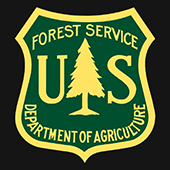 FOREST SERVICE
U S
DEPARTMENT OF AGRICULTURE